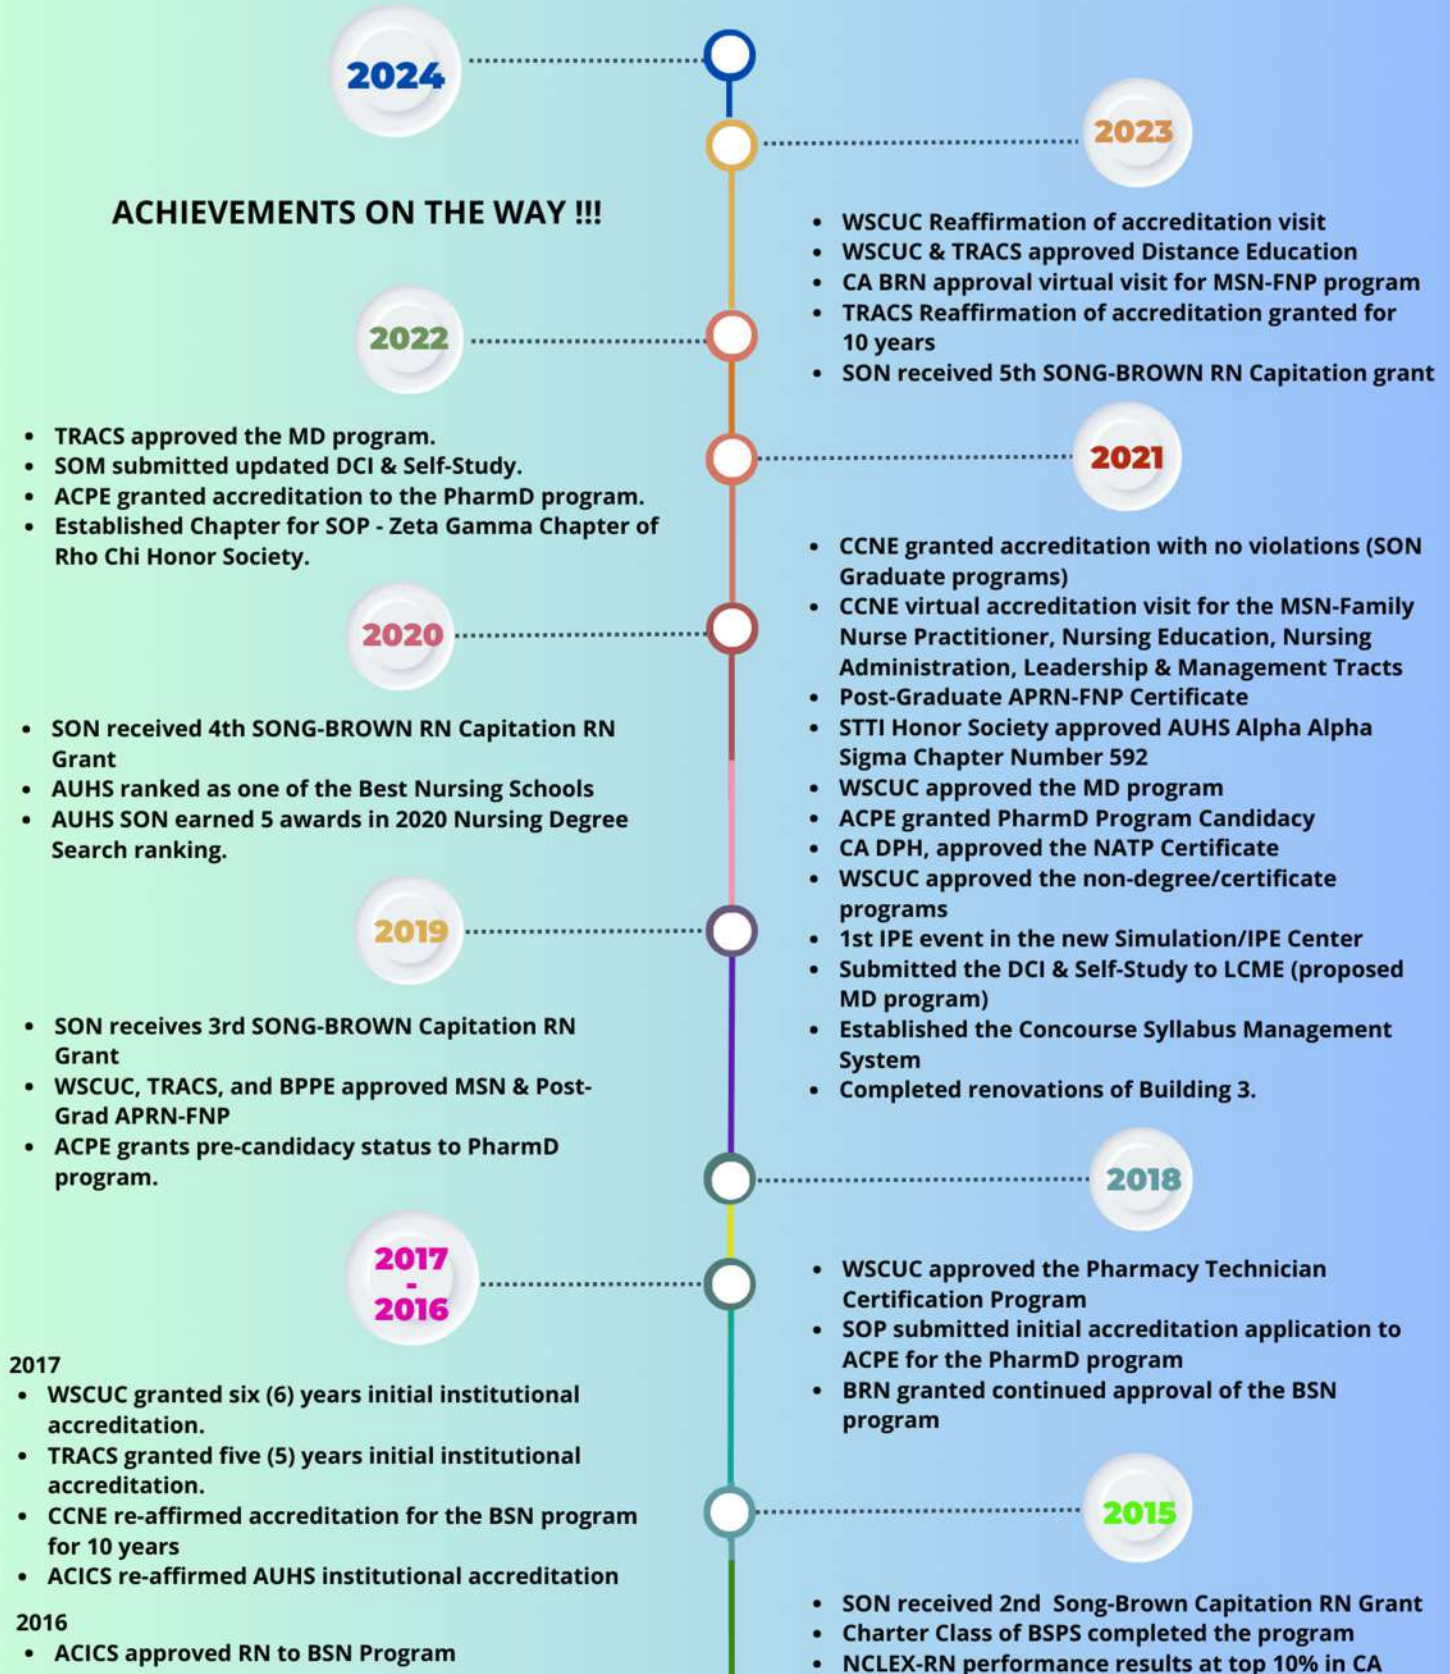 2024
ACHIEVEMENTS ON THE WAY !!!
2023
• WSCUC Reaffirmation of accreditation visit
• WSCUC & TRACS approved Distance Education
• CA BRN approval virtual visit for MSN-FNP program
• TRACS Reaffirmation of accreditation granted for
10 years
• SON received 5th SONG-BROWN RN Capitation grant
2022
• TRACS approved the MD program.
• SOM submitted updated DCI & Self-Study.
• ACPE granted accreditation to the PharmD program.
• Established Chapter for SOP - Zeta Gamma Chapter of
Rho Chi Honor Society.
2021
• CCNE granted accreditation with no violations (SON
Graduate programs)
• CCNE virtual accreditation visit for the MSN-Family
Nurse Practitioner, Nursing Education, Nursing
Administration, Leadership & Management Tracts
• Post-Graduate APRN-FNP Certificate
• STTI Honor Society approved AUHS Alpha Alpha
Sigma Chapter Number 592
• WSCUC approved the MD program
• ACPE granted PharmD Program Candidacy
• CA DPH, approved the NATP Certificate
• WSCUC approved the non-degree/certificate
programs
• 1st IPE event in the new Simulation/IPE Center
• Submitted the DCI & Self-Study to LCME (proposed
MD program)
• Established the Concourse Syllabus Management
System
• Completed renovations of Building 3.
2020
• SON received 4th SONG-BROWN RN Capitation RN
Grant
• AUHS ranked as one of the Best Nursing Schools
• AUHS SON earned 5 awards in 2020 Nursing Degree
Search ranking.
2019
• SON receives 3rd SONG-BROWN Capitation RN
Grant
• WSCUC, TRACS, and BPPE approved MSN & Post-
Grad APRN-FNP
• ACPE grants pre-candidacy status to PharmD
program.
2018
• WSCUC approved the Pharmacy Technician
Certification Program
• SOP submitted initial accreditation application to
ACPE for the PharmD program
• BRN granted continued approval of the BSN
program
2017
-
2016
2017
• WSCUC granted six (6) years initial institutional
accreditation.
• TRACS granted five (5) years initial institutional
accreditation.
• CCNE re-affirmed accreditation for the BSN program
for 10 years
• ACICS re-affirmed AUHS institutional accreditation
2016
• ACICS approved RN to BSN Program
2015
• SON received 2nd Song-Brown Capitation RN Grant
• Charter Class of BSPS completed the program
• NCLEX-RN performance results at top 10% in CA